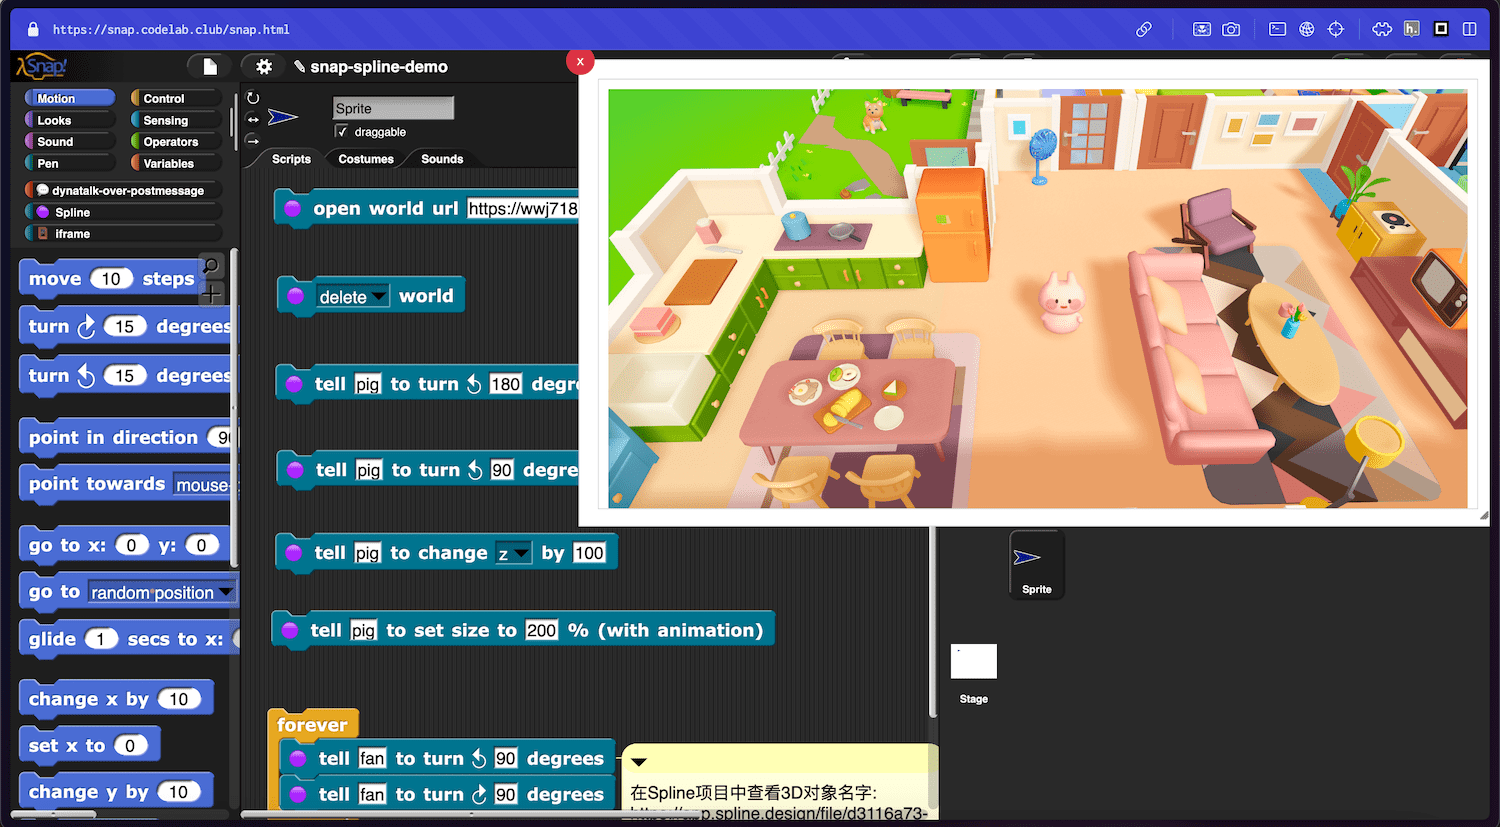 https://snap.codelab.club/snap.html
h.
λSnap!
snap-spline-demo
x
Motion
Control
Looks
Sensing
Sound
Operators
Pen
Variables
dynatalk-over-postmessage
Spline
iframe
Sprite
draggable
Scripts
Costumes
Sounds
move 10 steps
turn 15 degrees
turn 15 degrees
point in direction 90
point towards mouse-
go to x: 0 y: 0
go to random position
glide 1 secs to x:
change x by 10
set x to 0
change y by 10
open world url https://wwj718
delete world
tell pig to turn 180 degre
tell pig to turn 90 degre
tell pig to change z by 100
tell pig to set size to 200 % (with animation)
forever
tell fan to turn 90 degrees
tell fan to turn 90 degrees
在Spline项目中查看3D对象名字:
https://app.spline.design/file/d3116a73-
Sprite
Stage